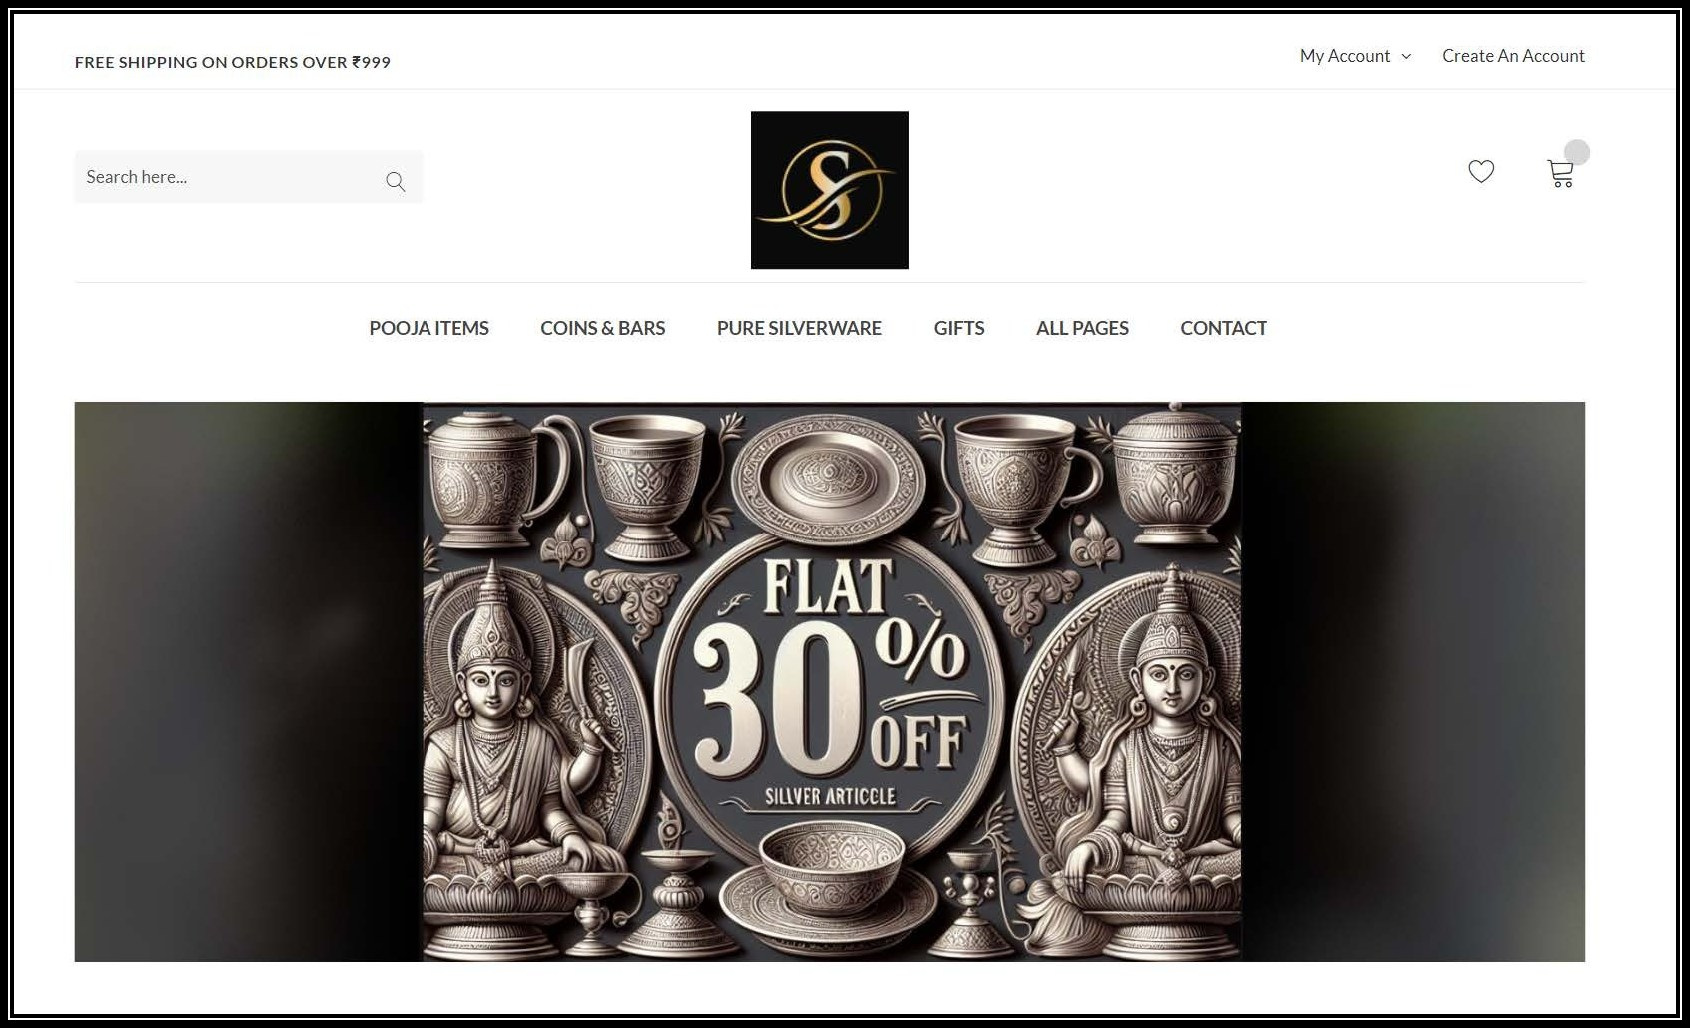 FREE SHIPPING ON ORDERS OVER ₹999
My Account
Create An Account
Search here...
S
POOJA ITEMS
COINS & BARS
PURE SILVERWARE
GIFTS
ALL PAGES
CONTACT
FLAT
30%
OFF
SILLVER ARTICCLE